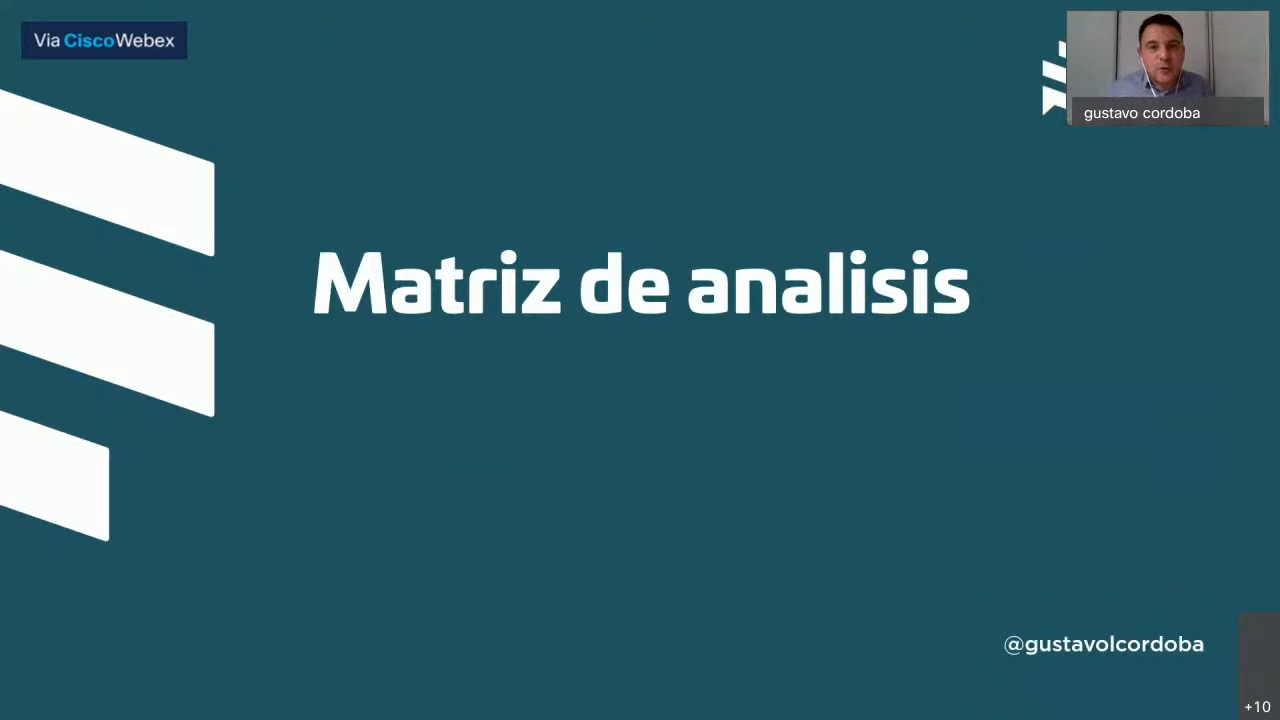 Via CiscoWebex
gustavo cordoba
Matriz de analisis
@gustavolcordoba
+10